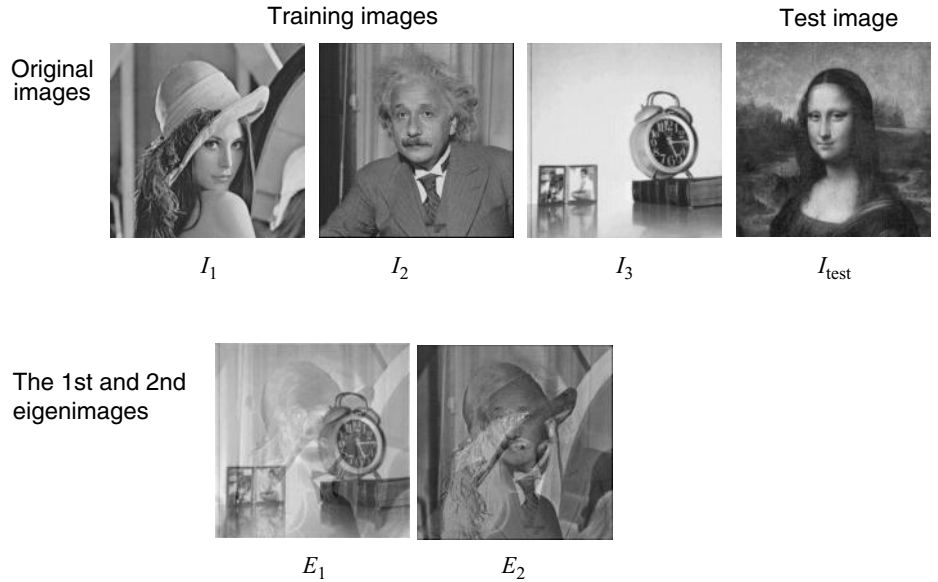 Training images
Test image
Original
images
I1
I2
I3
Itest
The 1st and 2nd
eigenimages
E1
E2